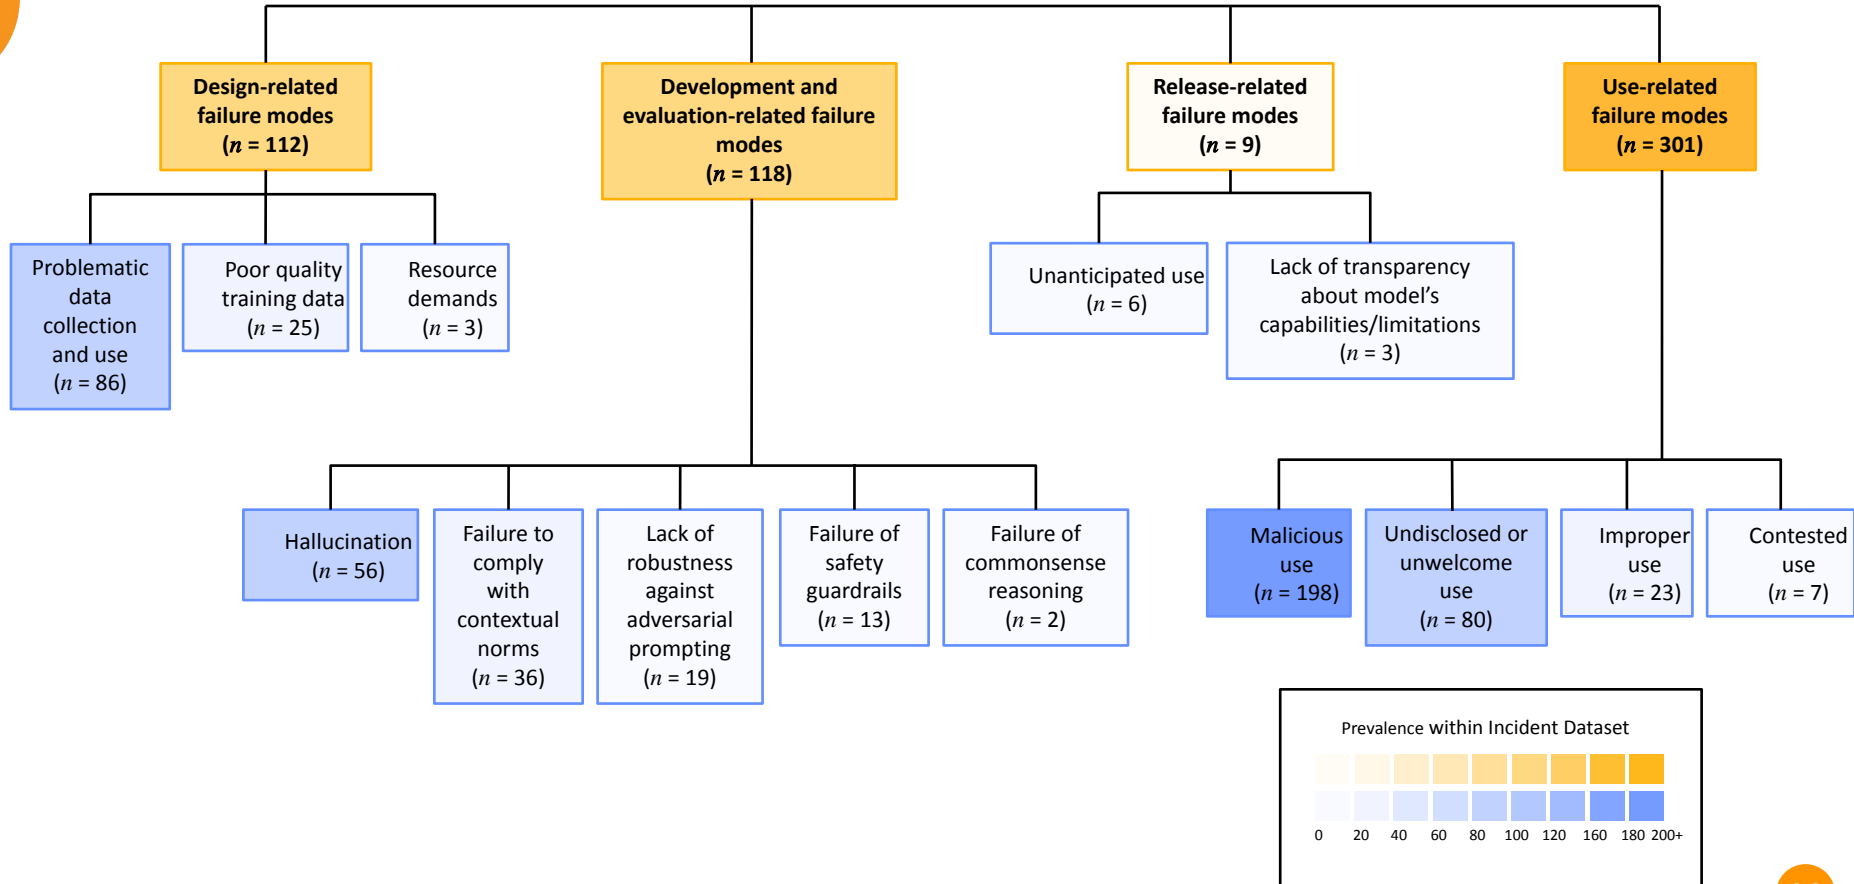 Design-related
failure modes
(n = 112)
Development and
evaluation-related failure
modes
(n = 118)
Release-related
failure modes
(n = 9)
Use-related
failure modes
(n = 301)
Problematic
data
collection
and use
(n = 86)
Poor quality
training data
(n = 25)
Resource
demands
(n = 3)
Unanticipated use
(n = 6)
Lack of transparency
about model’s
capabilities/limitations
(n = 3)
Hallucination
(n = 56)
Failure to
comply
with
contextual
norms
(n = 36)
Lack of
robustness
against
adversarial
prompting
(n = 19)
Failure of
safety
guardrails
(n = 13)
Failure of
commonsense
reasoning
(n = 2)
Malicious
use
(n = 198)
Undisclosed or
unwelcome
use
(n = 80)
Improper
use
(n = 23)
Contested
use
(n = 7)
Prevalence within Incident Dataset
0 20 40 60 80 100 120 160 180 200+